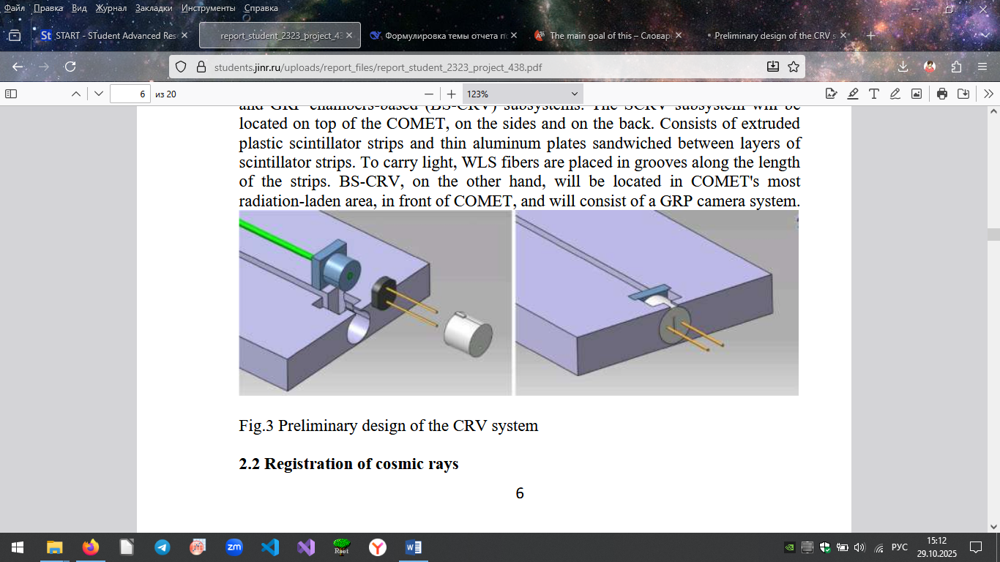 Файл Правка Вид Журнал Закладки Инструменты Справка
St START - STudent Advanced Res
report_student_2323_project_43
Формулировка темы отчета п
The main goal of this – Словар
Preliminary design of the CRV s
students.jinr.ru/uploads/report_files/report_student_2323_project_438.pdf
6 из 20
123%
and GRP chambers-based (BS-CRV) subsystems. The SCRV subsystem will be
located on top of the COMET, on the sides and on the back. Consists of extruded
plastic scintillator strips and thin aluminum plates sandwiched between layers of
scintillator strips. To carry light, WLS fibers are placed in grooves along the length
of the strips. BS-CRV, on the other hand, will be located in COMET's most
radiation-laden area, in front of COMET, and will consist of a GRP camera system.
Fig.3 Preliminary design of the CRV system
2.2 Registration of cosmic rays
6
zm
Root
Y
W
РУС
15:12
29.10.2025